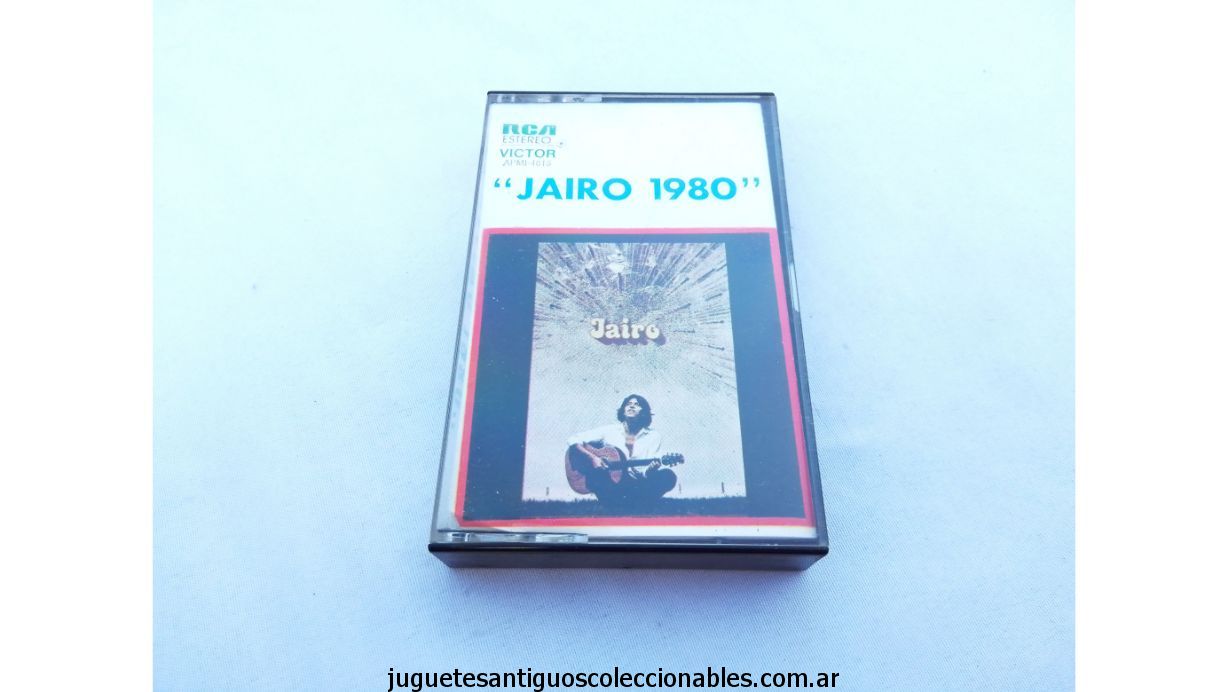 RCA
ESTEREO
VICTOR
"JAIRO 1980"
Jairo
juguetesantiguoscoleccionables.com.ar